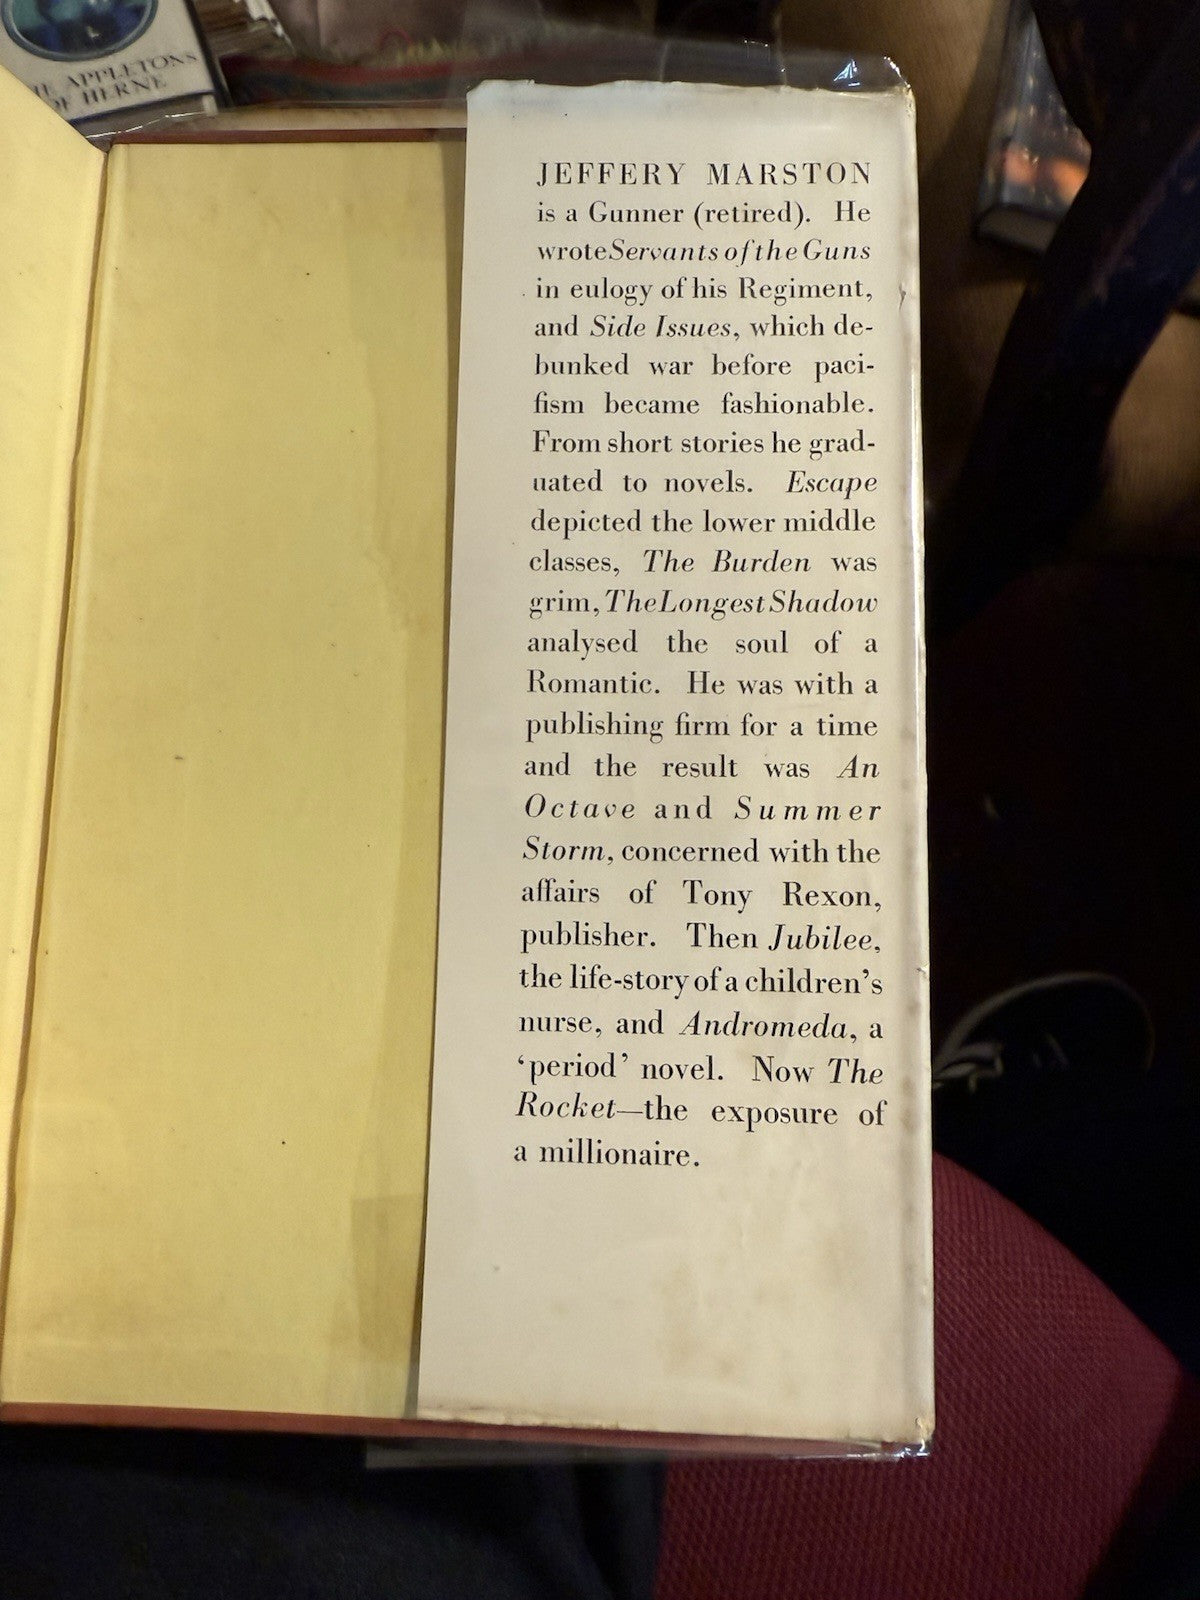 THE APPLETONS
OF HERNE
JEFFERY MARSTON
is a Gunner (retired). He
wrote Servants of the Guns
in eulogy of his Regiment,
and Side Issues, which de-
bunked war before paci-
fism became fashionable.
From short stories he grad-
uated to novels. Escape
depicted the lower middle
classes, The Burden was
grim, The Longest Shadow
analysed the soul of a
Romantic. He was with a
publishing firm for a time
and the result was An
Octave and Summer
Storm, concerned with the
affairs of Tony Rexon,
publisher. Then Jubilee,
the life-story of a children's
nurse, and Andromeda, a
‘period’ novel. Now The
Rocket—the exposure of
a millionaire.